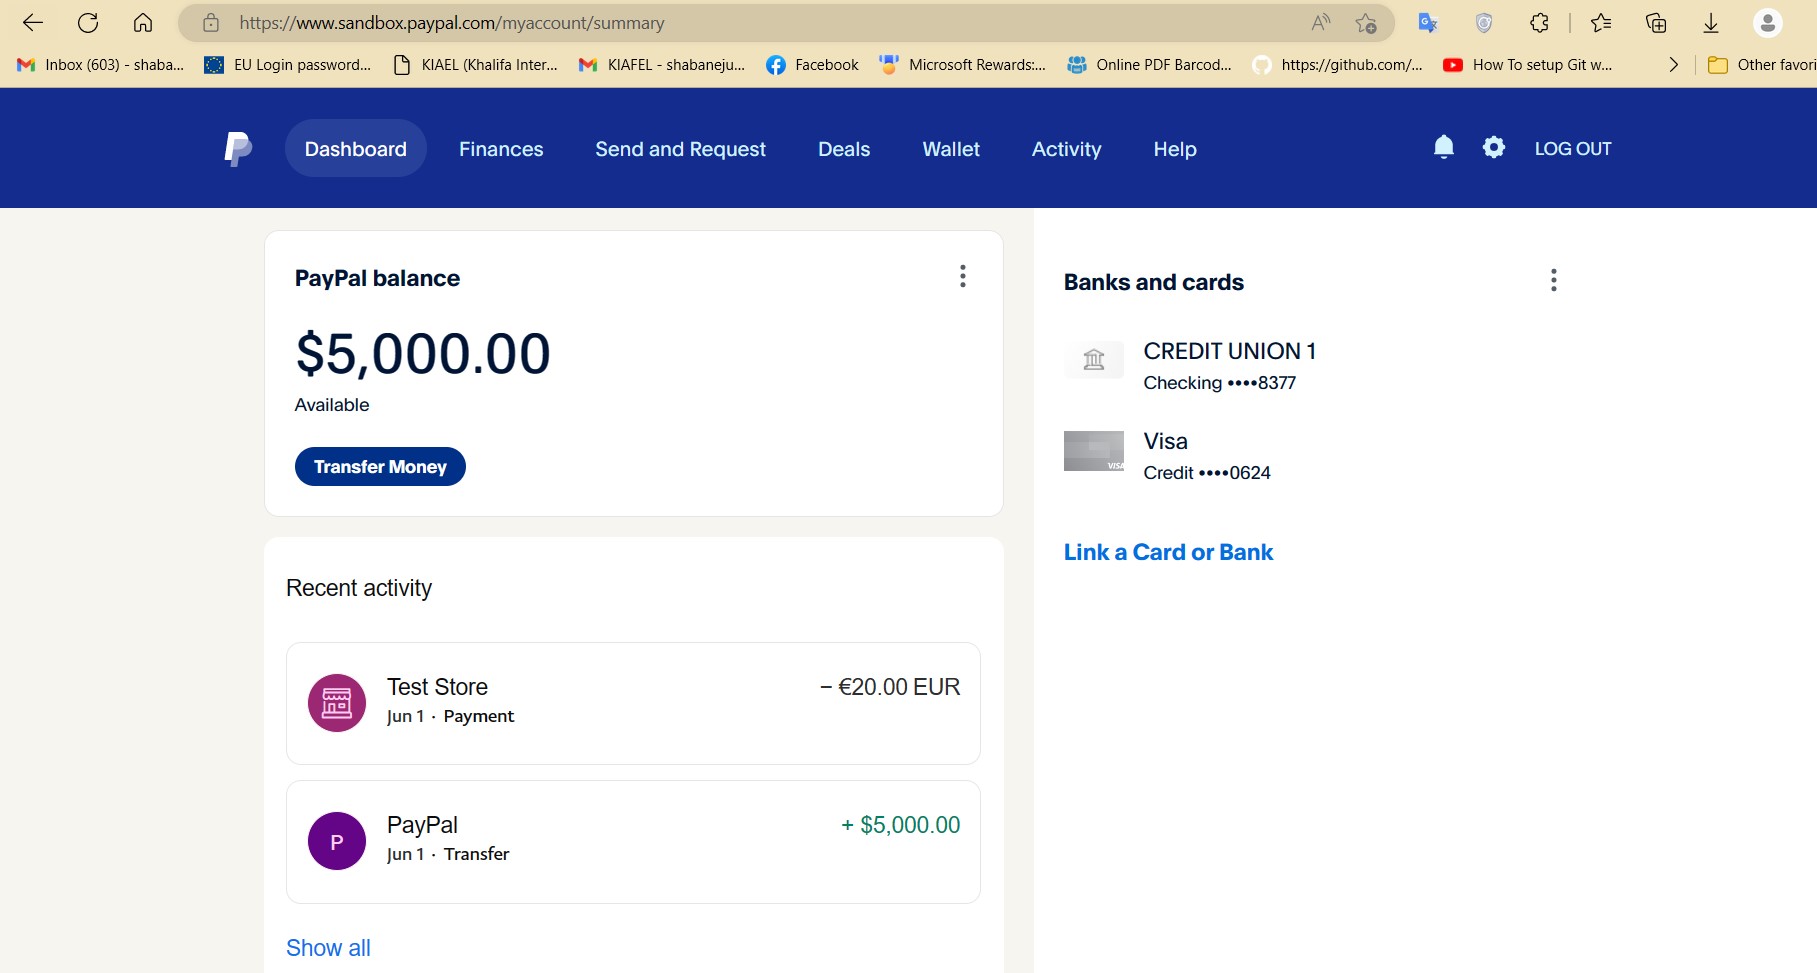 https://www.sandbox.paypal.com/myaccount/summary
Inbox (603) - shaba... EU Login password... KIAEL (Khalifa Inter... KIAFEL - shabaneju... Facebook Microsoft Rewards:... Online PDF Barcod... https://github.com/... How To setup Git w... Other favori
Dashboard Finances Send and Request Deals Wallet Activity Help LOG OUT
PayPal balance
$5,000.00
Available
Transfer Money
Recent activity
Test Store − €20.00 EUR
Jun 1 · Payment
P
PayPal + $5,000.00
Jun 1 · Transfer
Show all
Banks and cards
CREDIT UNION 1
Checking ••••8377
VISA
Visa
Credit ••••0624
Link a Card or Bank